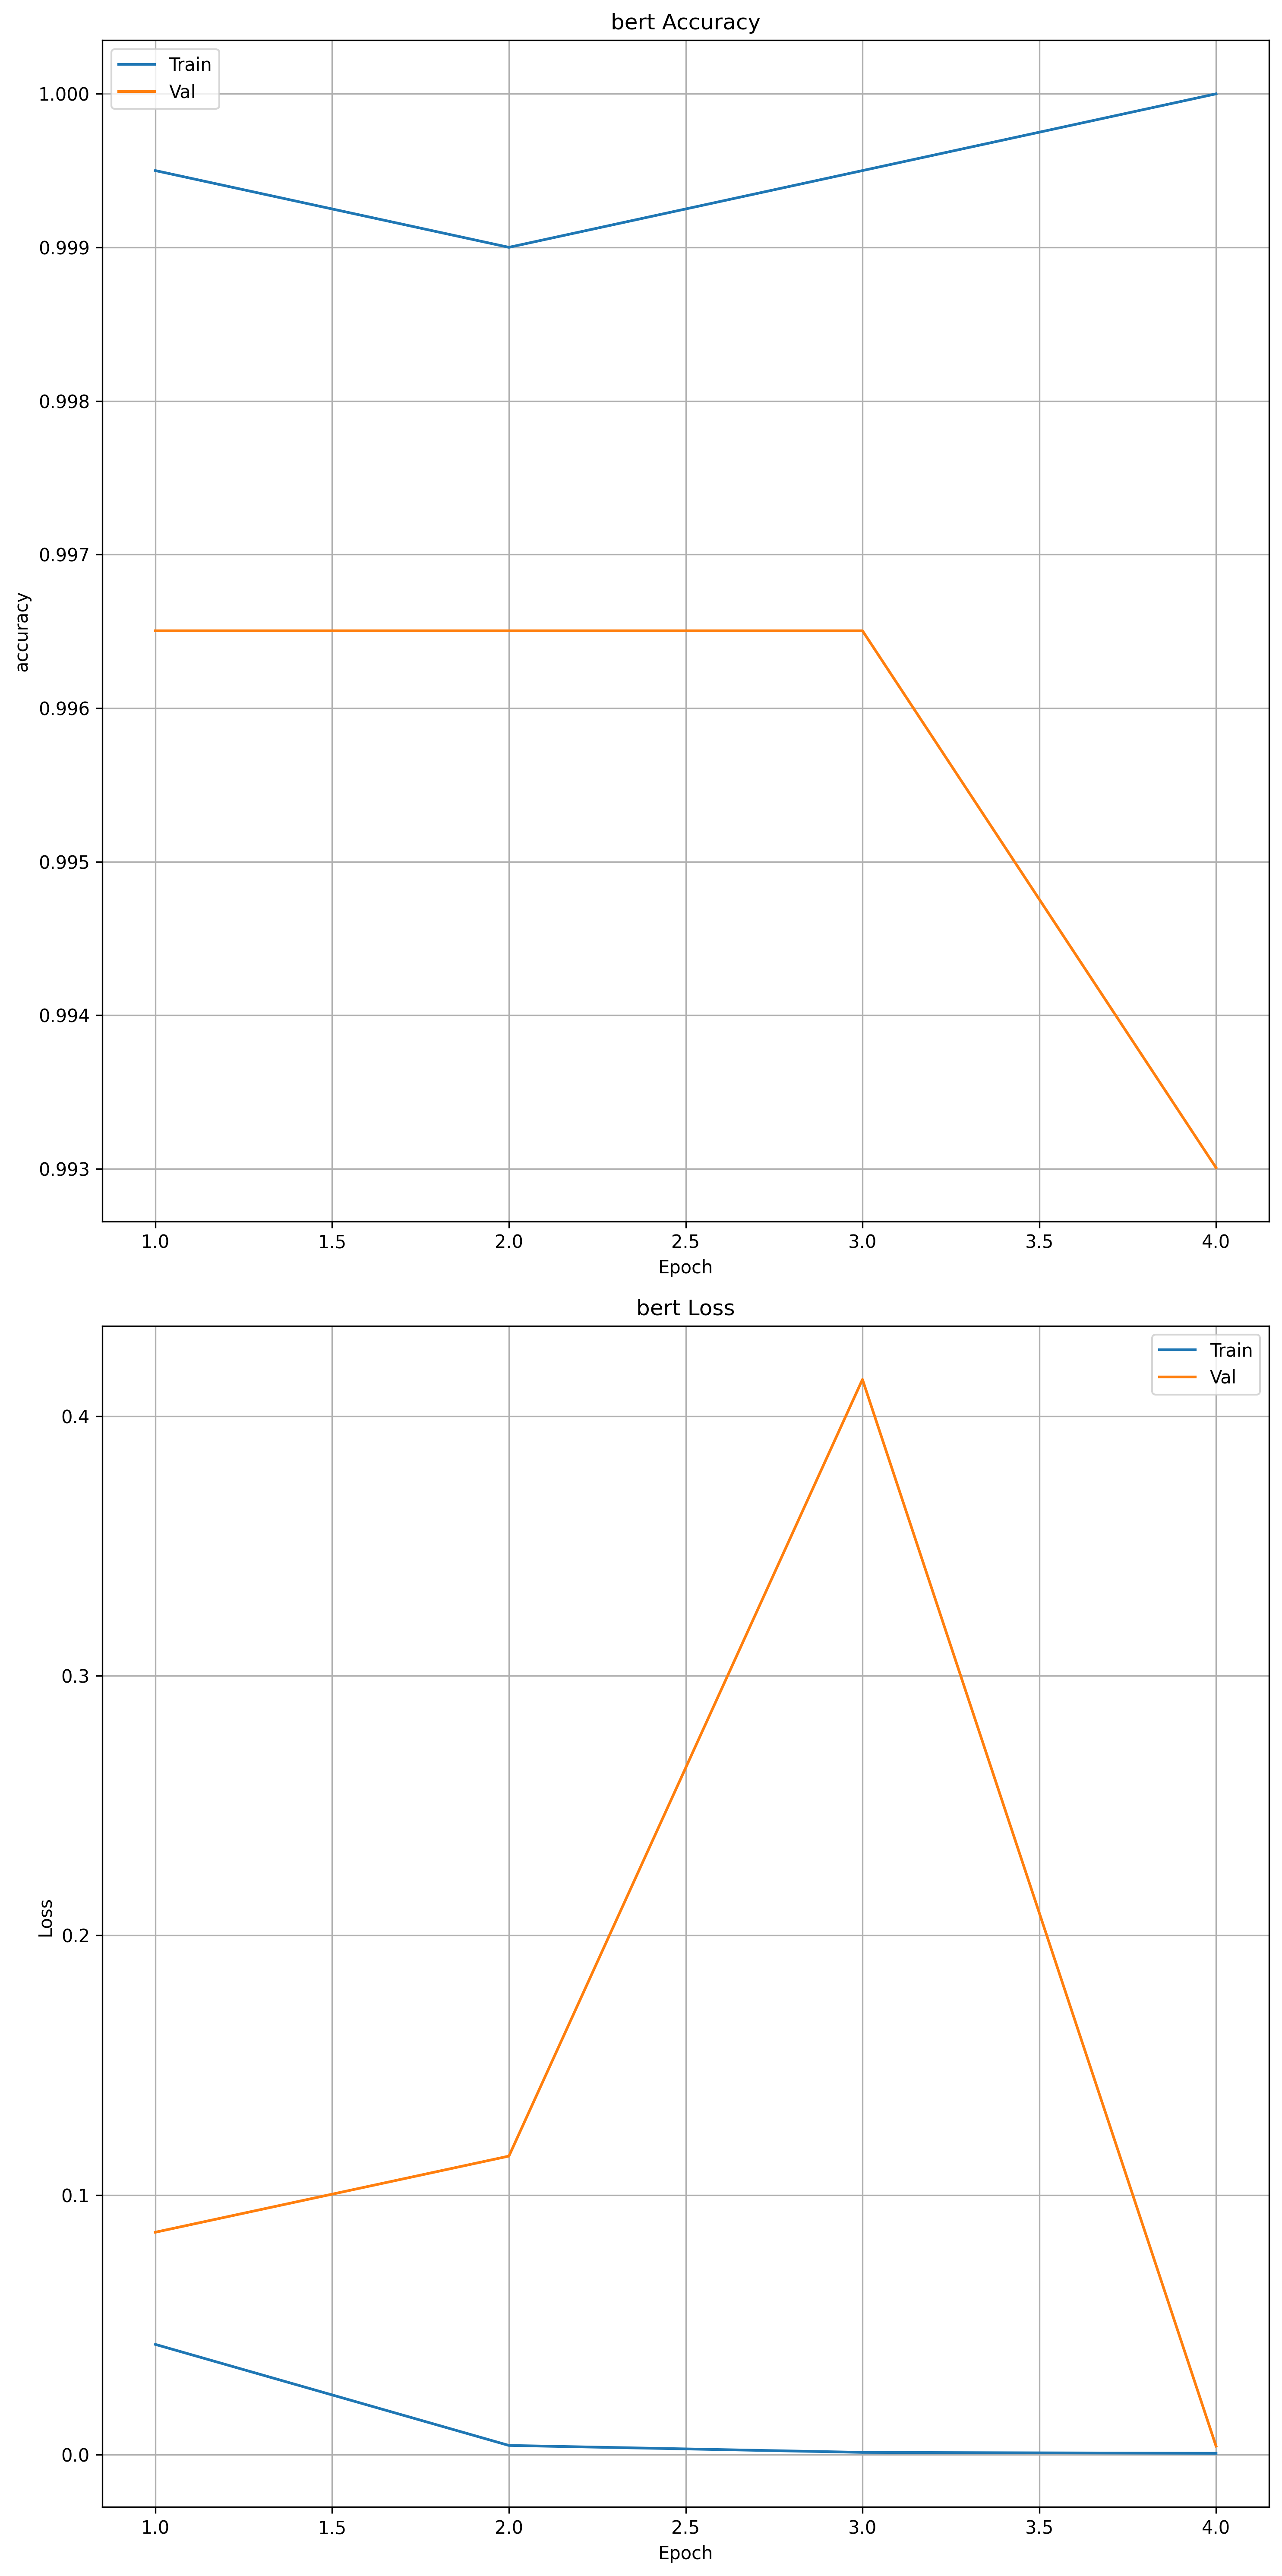 bert Accuracy
Train
Val
1.000
0.999
0.998
0.997
0.996
0.995
0.994
0.993
accuracy
1.0 1.5 2.0 2.5 3.0 3.5 4.0
Epoch
bert Loss
Train
Val
0.4
0.3
0.2
0.1
0.0
Loss
1.0 1.5 2.0 2.5 3.0 3.5 4.0
Epoch